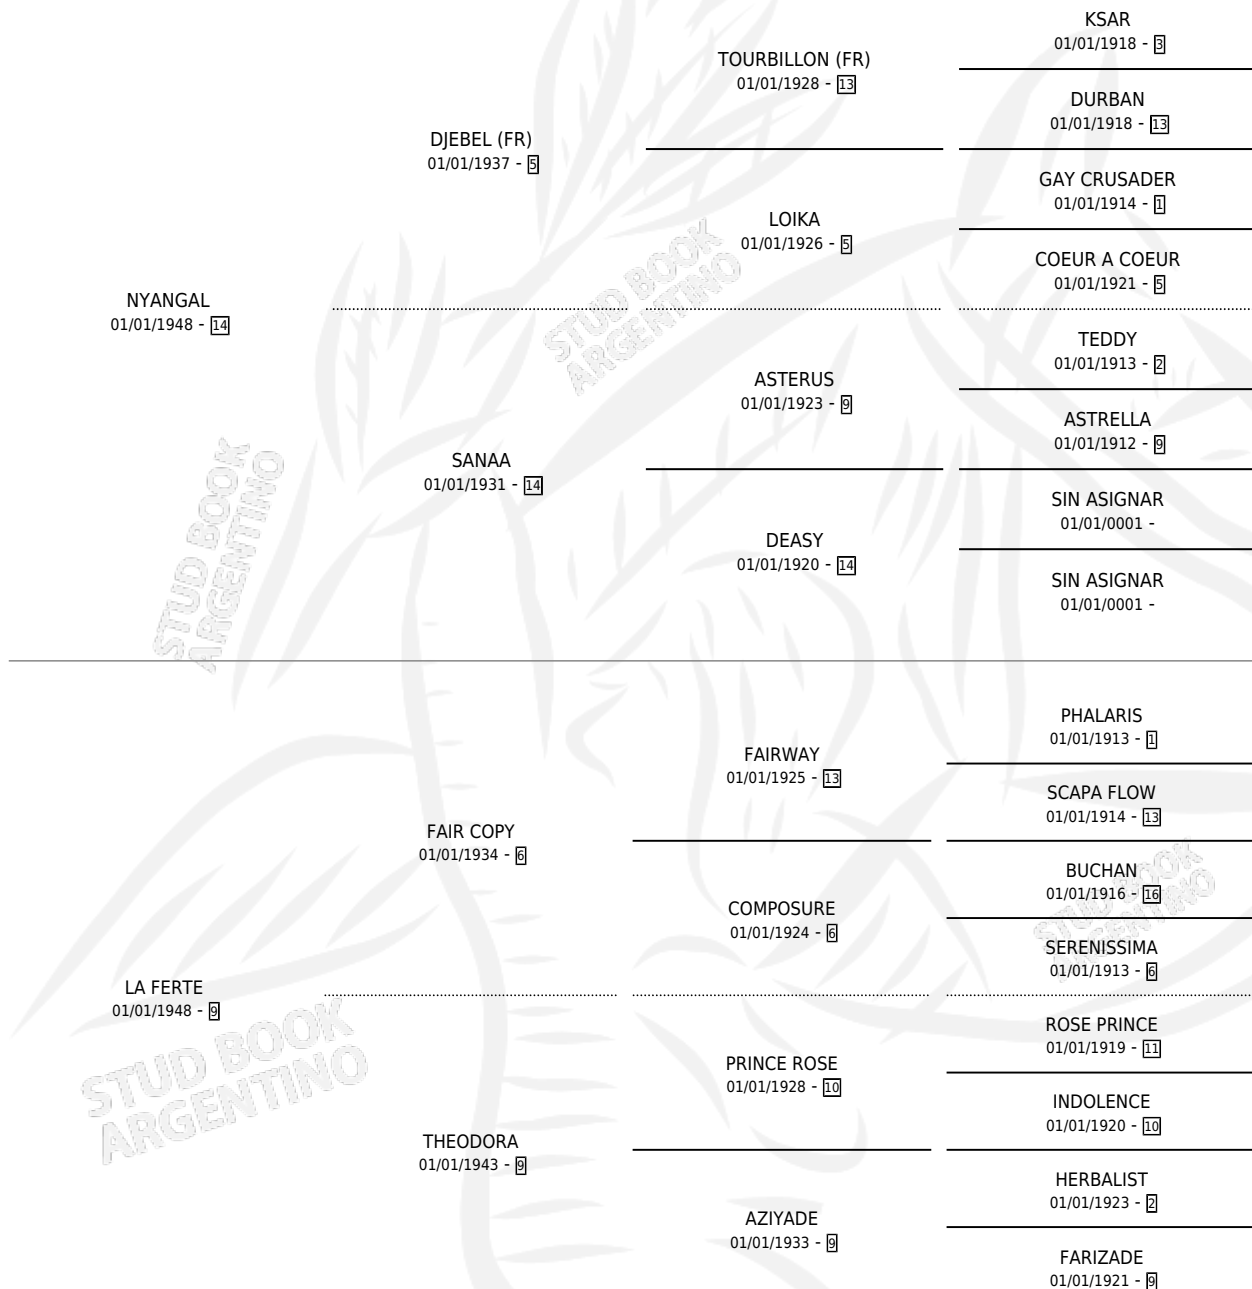 KSAR
01/01/1918 - 3
TOURBILLON (FR)
01/01/1928 - 13
DURBAN
01/01/1918 - 13
DJEBEL (FR)
01/01/1937 - 5
GAY CRUSADER
01/01/1914 - 1
LOIKA
01/01/1926 - 5
COEUR A COEUR
01/01/1921 - 5
STUD BOOK
ARGENTINO
NYANGAL
01/01/1948 - 14
TEDDY
01/01/1913 - 2
ASTERUS
01/01/1923 - 9
ASTRELLA
01/01/1912 - 9
SANAA
01/01/1931 - 14
SIN ASIGNAR
01/01/0001 -
DEASY
01/01/1920 - 14
SIN ASIGNAR
01/01/0001 -
STUD BOOK
ARGENTINO
PHALARIS
01/01/1913 - 1
FAIRWAY
01/01/1925 - 13
SCAPA FLOW
01/01/1914 - 13
FAIR COPY
01/01/1934 - 6
BUCHAN
01/01/1916 - 16
COMPOSURE
01/01/1924 - 6
SERENISSIMA
01/01/1913 - 6
STUD BOOK
ARGENTINO
LA FERTE
01/01/1948 - 9
ROSE PRINCE
01/01/1919 - 11
PRINCE ROSE
01/01/1928 - 10
INDOLENCE
01/01/1920 - 10
STUD BOOK
ARGENTINO
THEODORA
01/01/1943 - 9
HERBALIST
01/01/1923 - 2
AZIYADE
01/01/1933 - 9
FARIZADE
01/01/1921 - 9